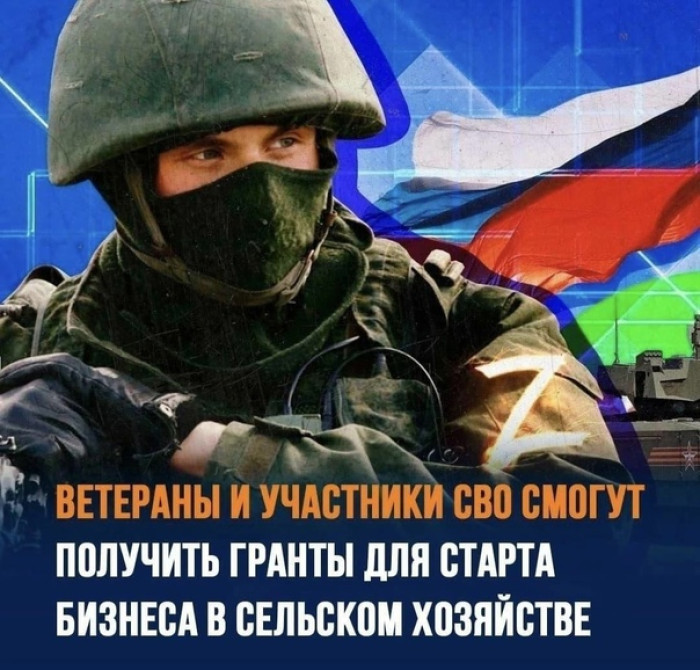 Z
ВЕТЕРАНЫ И УЧАСТНИКИ СВО СМОГУТ
ПОЛУЧИТЬ ГРАНТЫ ДЛЯ СТАРТА
БИЗНЕСА В СЕЛЬСКОМ ХОЗЯЙСТВЕ